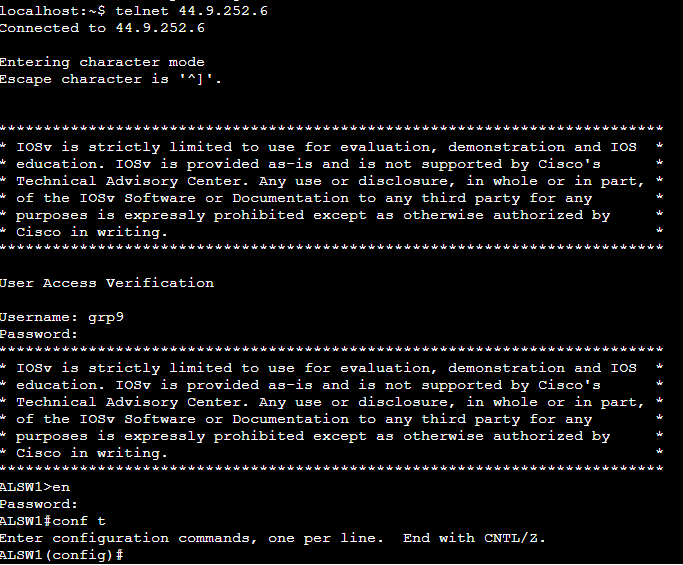 localhost:~$ telnet 44.9.252.6
Connected to 44.9.252.6
Entering character mode
Escape character is '^]'.
**************************************************************************
* IOSv is strictly limited to use for evaluation, demonstration and IOS  *
* education. IOSv is provided as-is and is not supported by Cisco's      *
* Technical Advisory Center. Any use or disclosure, in whole or in part, *
* of the IOSv Software or Documentation to any third party for any       *
* purposes is expressly prohibited except as otherwise authorized by     *
* Cisco in writing.                                                      *
**************************************************************************
User Access Verification
Username: grp9
Password:
**************************************************************************
* IOSv is strictly limited to use for evaluation, demonstration and IOS  *
* education. IOSv is provided as-is and is not supported by Cisco's      *
* Technical Advisory Center. Any use or disclosure, in whole or in part, *
* of the IOSv Software or Documentation to any third party for any       *
* purposes is expressly prohibited except as otherwise authorized by     *
* Cisco in writing.                                                      *
**************************************************************************
ALSW1>en
Password:
ALSW1#conf t
Enter configuration commands, one per line.  End with CNTL/Z.
ALSW1(config)#